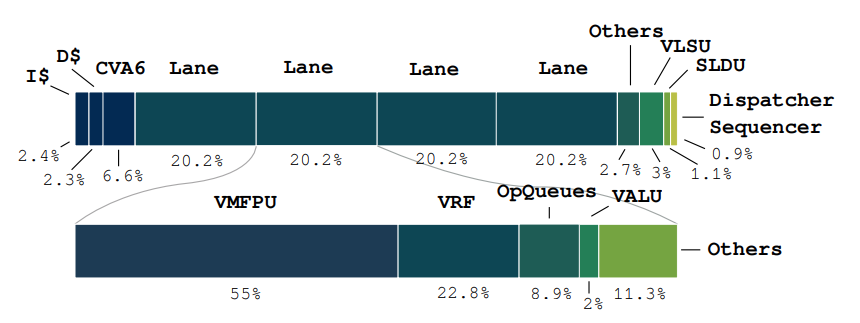 Others
VLSU
D$
CVA6
Lane
Lane
Lane
Lane
SLDU
I$
Dispatcher
Sequencer
2.4%
2.3%
6.6%
20.2%
20.2%
20.2%
20.2%
2.7%
3%
1.1%
0.9%
VMFPU
VRF
OpQueues
VALU
Others
55%
22.8%
8.9%
2%
11.3%